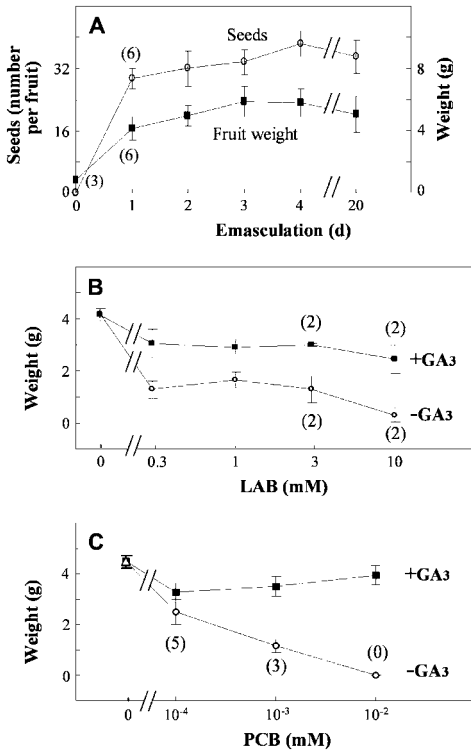 A
Seeds
(6)
32
16
0
Seeds (number
per fruit)
8
4
0
Weight (g)
Fruit weight
(6)
(3)
0 1 2 3 4 20
Emasculation (d)
B
Weight (g)
4
2
0
(2) (2)
+GA3
-GA3
(2) (2)
0 0.3 1 3 10
LAB (mM)
C
Weight (g)
4
2
0
+GA3
(5)
(3)
(0)
-GA3
0 10-4 10-3 10-2
PCB (mM)